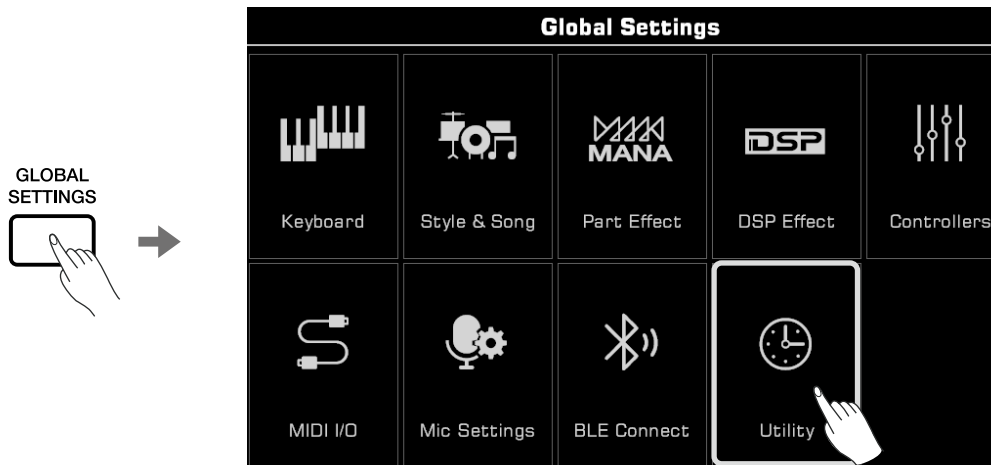 Global Settings
GLOBAL
SETTINGS
MANA
DSP
Keyboard
Style & Song
Part Effect
DSP Effect
Controllers
MIDI I/O
Mic Settings
BLE Connect
Utility